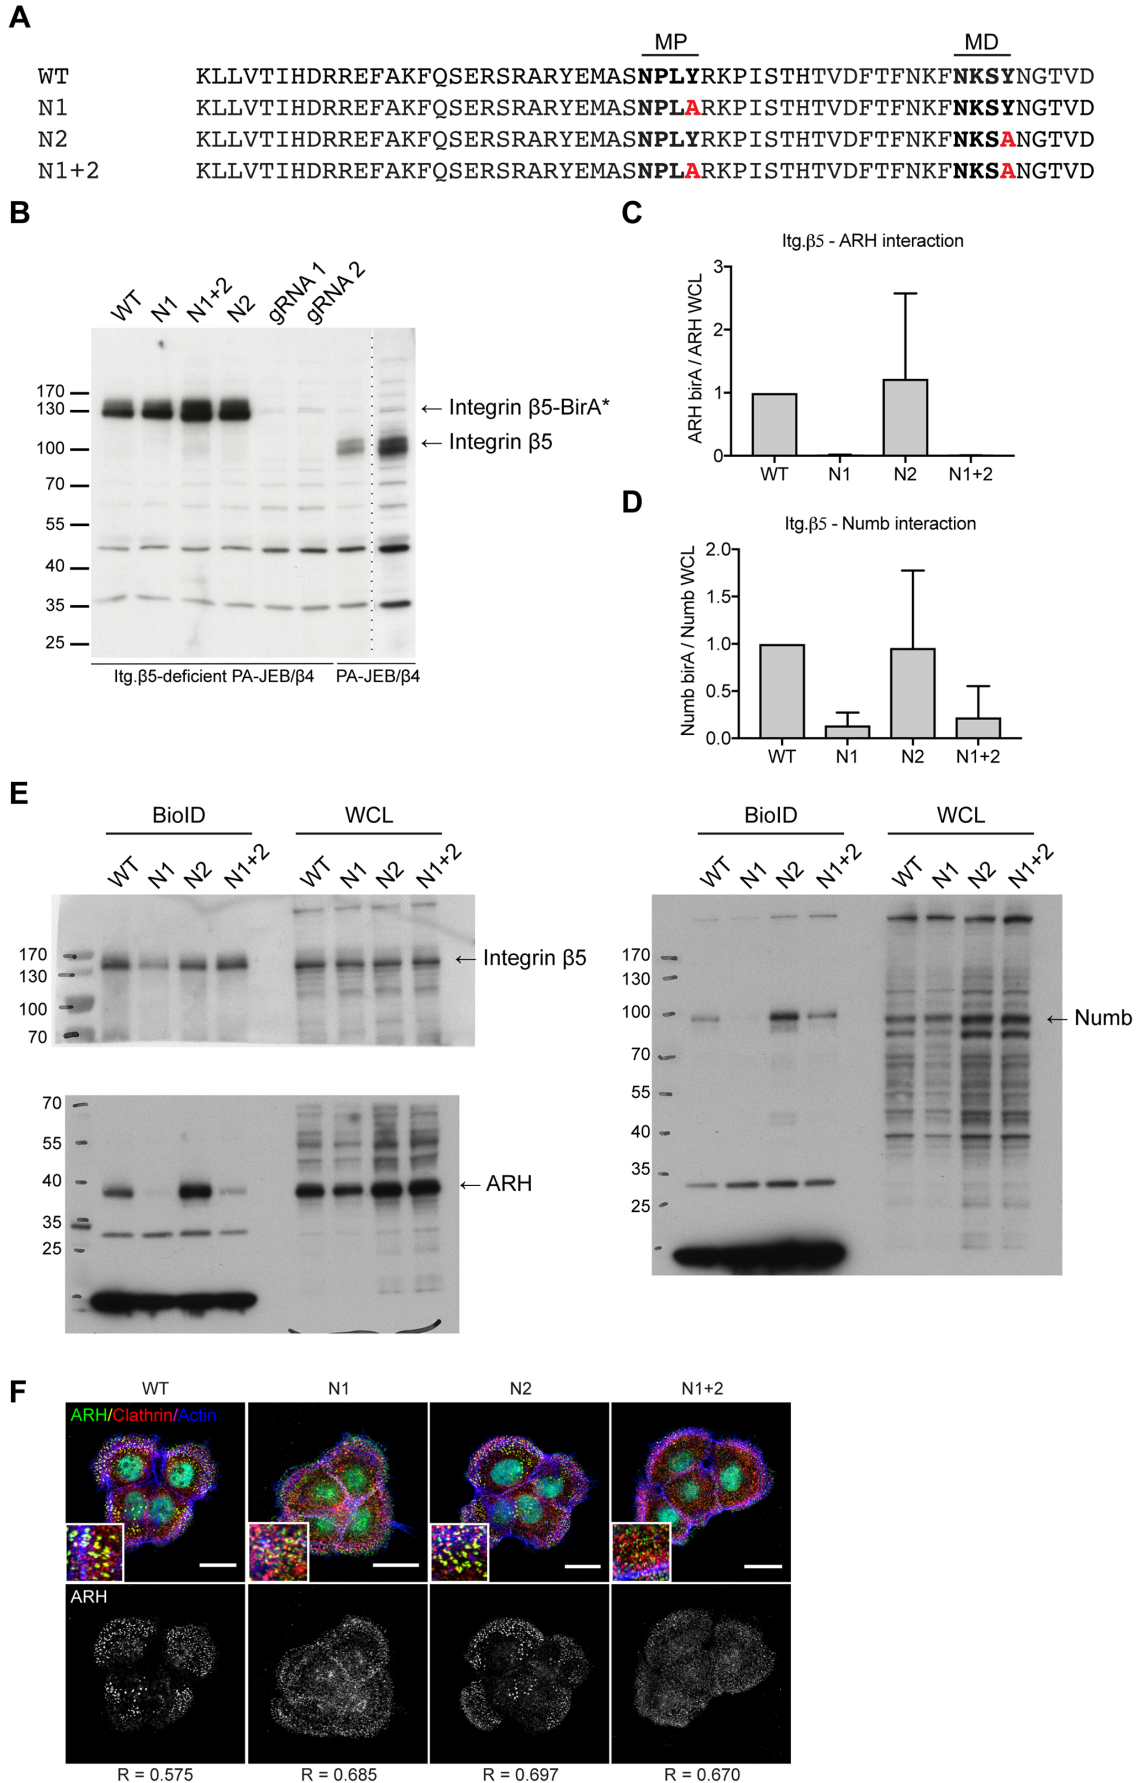 A
MP MD
WT KLLVTIHDRREFAKFQSERSRARYEMASNPLYRKPISTHTVDFTFNKFNKSYNGTVD
N1 KLLVTIHDRREFAKFQSERSRARYEMASNPLARKPISTHTVDFTFNKFNKSYNGTVD
N2 KLLVTIHDRREFAKFQSERSRARYEMASNPLYRKPISTHTVDFTFNKFNKSANGTVD
N1+2 KLLVTIHDRREFAKFQSERSRARYEMASNPLARKPISTHTVDFTFNKFNKSANGTVD
B
WT N1 N1+2 N2 gRNA 1 gRNA 2
170
130
100
70
55
40
35
25
← Integrin β5-BirA*
← Integrin β5
Itg.β5-deficient PA-JEB/β4 PA-JEB/β4
C
Itg.β5 - ARH interaction
ARH birA / ARH WCL
3
2
1
0
WT N1 N2 N1+2
D
Itg.β5 - Numb interaction
Numb birA / Numb WCL
2.0
1.5
1.0
0.5
0.0
WT N1 N2 N1+2
E
BioID WCL
WT N1 N2 N1+2 WT N1 N2 N1+2
170
130
100
70
← Integrin β5
70
55
40
35
25
← ARH
BioID WCL
WT N1 N2 N1+2 WT N1 N2 N1+2
170
130
100
70
55
40
35
25
← Numb
F
WT N1 N2 N1+2
ARH/Clathrin/Actin
ARH
R = 0.575 R = 0.685 R = 0.697 R = 0.670